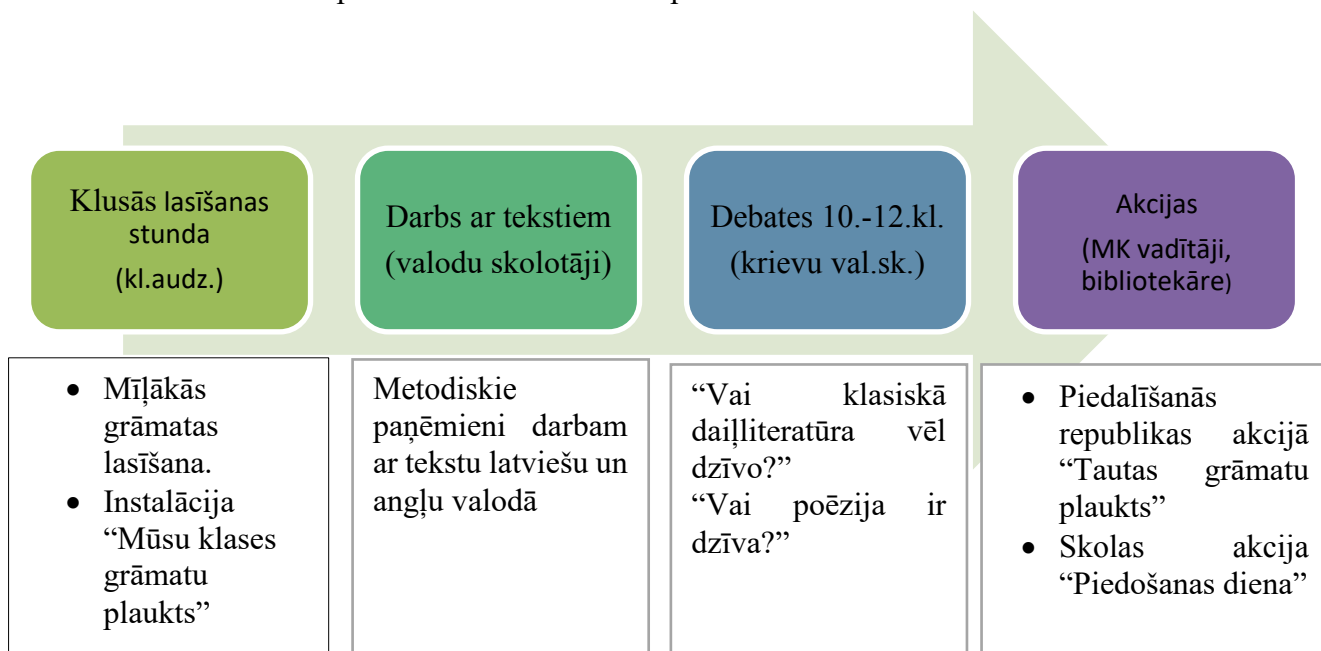 Klusās lasīšanas
stunda
(kl.audz.)
Darbs ar tekstiem
(valodu skolotāji)
Debates 10.-12.kl.
(krievu val.sk.)
Akcijas
(MK vadītāji,
bibliotekāre)
• Mīļākās
grāmatas
lasīšana.
• Instalācija
“Mūsu klases
grāmatu
plaukts”
Metodiskie
paņēmieni darbam
ar tekstu latviešu un
angļu valodā
“Vai klasiskā
daiļliteratūra vēl
dzīvo?”
“Vai poēzija ir
dzīva?”
• Piedalīšanās
republikas akcijā
“Tautas grāmatu
plaukts”
• Skolas akcija
“Piedošanas diena”